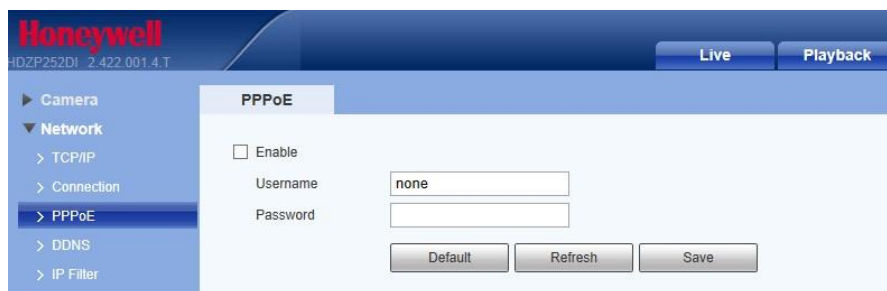 Honeywell
HDZP252DI 2.422.001.4.T
Live
Playback
Camera
Network
TCP/IP
Connection
PPPoE
DDNS
IP Filter
PPPoE
Enable
Username none
Password
Default Refresh Save